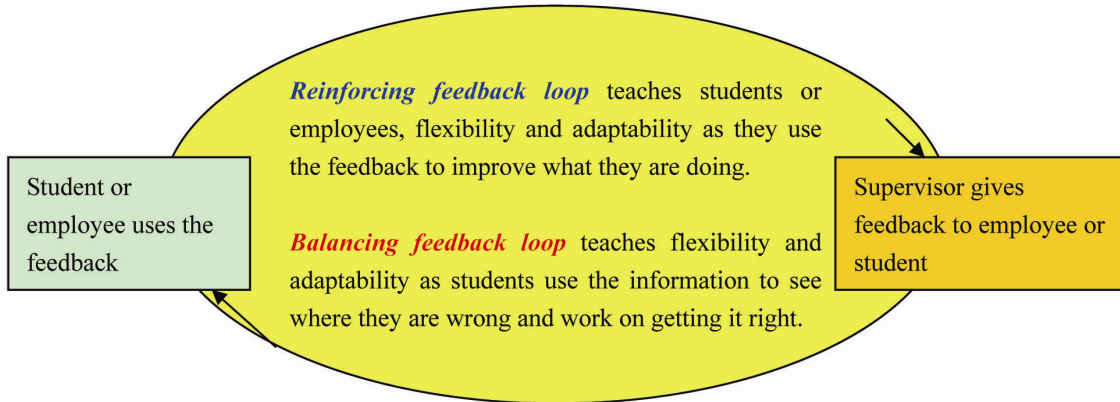 Reinforcing feedback loop teaches students or
employees, flexibility and adaptability as they use
the feedback to improve what they are doing.
Student or
employee uses the
feedback
Supervisor gives
feedback to employee or
student
Balancing feedback loop teaches flexibility and
adaptability as students use the information to see
where they are wrong and work on getting it right.